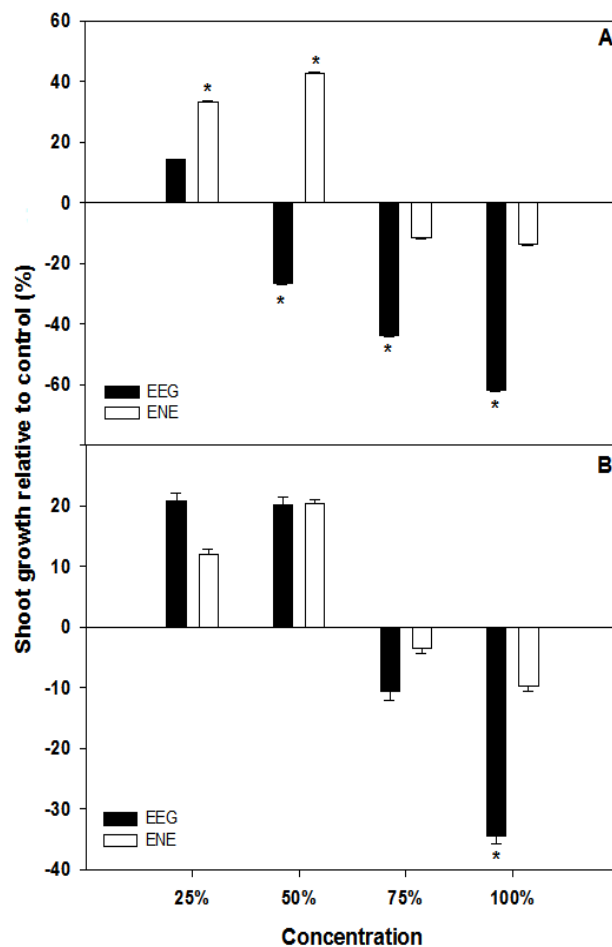 Shoot growth relative to control (%)
A
60
40
20
0
-20
-40
-60
*
*
*
*
*
EEG
ENE
B
20
10
0
-10
-20
-30
-40
*
EEG
ENE
25% 50% 75% 100%
Concentration